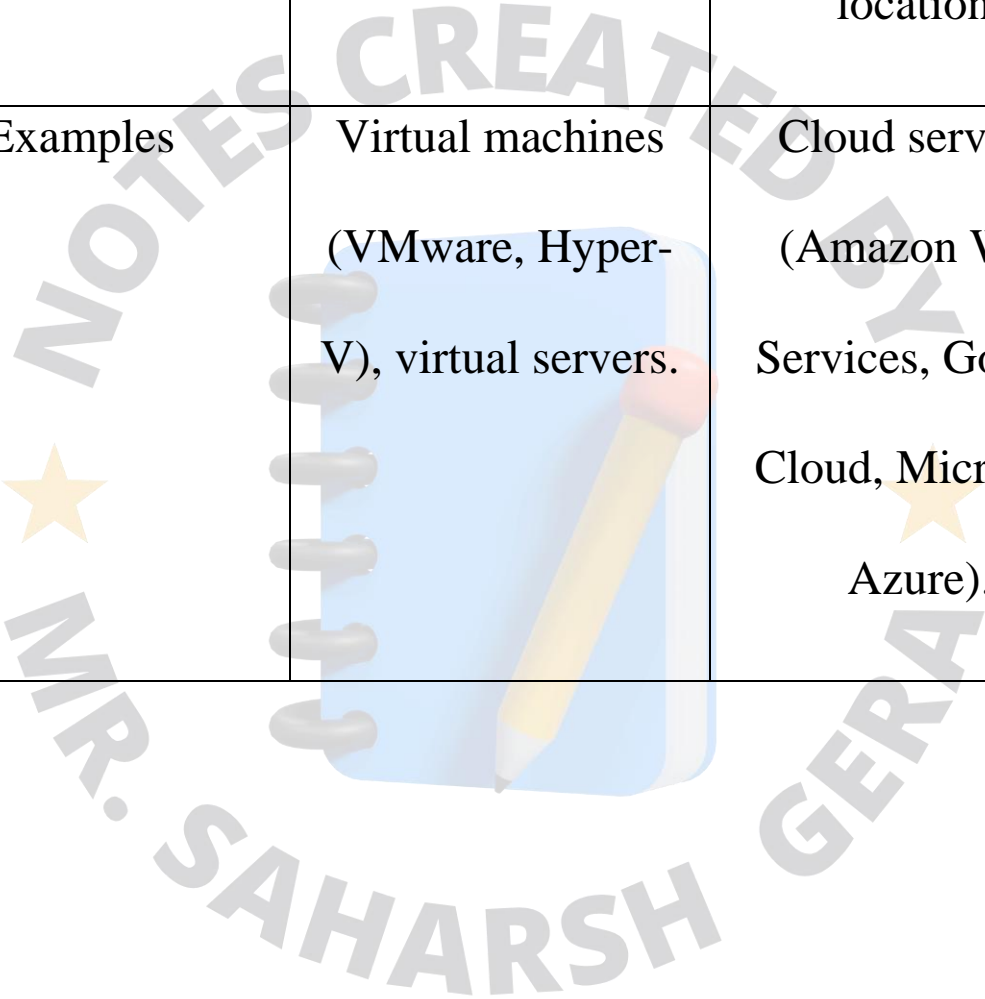 location
Examples
Virtual machines
(VMware, Hyper-
V), virtual servers.
Cloud serv
(Amazon W
Services, Go
Cloud, Micr
Azure).
NOTES CREATED BY
MR. SAHARSH GERA